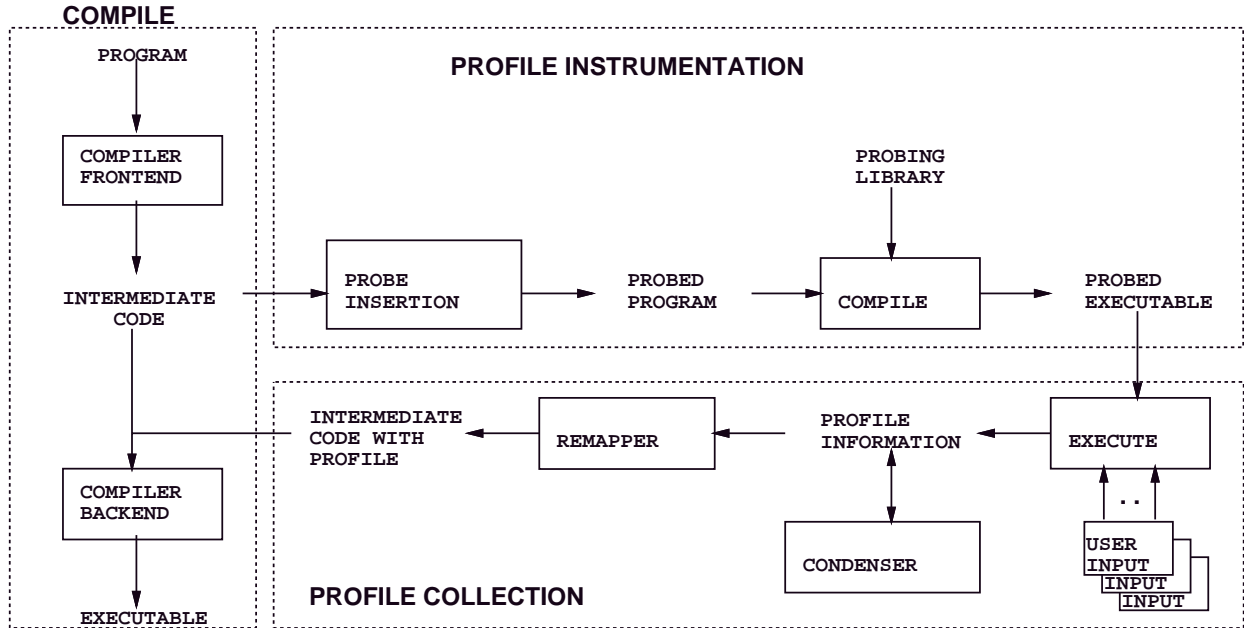 COMPILE
PROGRAM
COMPILER
FRONTEND
INTERMEDIATE
CODE
COMPILER
BACKEND
EXECUTABLE
PROFILE INSTRUMENTATION
PROBING
LIBRARY
PROBE
INSERTION
PROBED
PROGRAM
COMPILE
PROBED
EXECUTABLE
INTERMEDIATE
CODE WITH
PROFILE
REMAPPER
PROFILE
INFORMATION
EXECUTE
..
CONDENSER
USER
INPUT
INPUT
INPUT
PROFILE COLLECTION